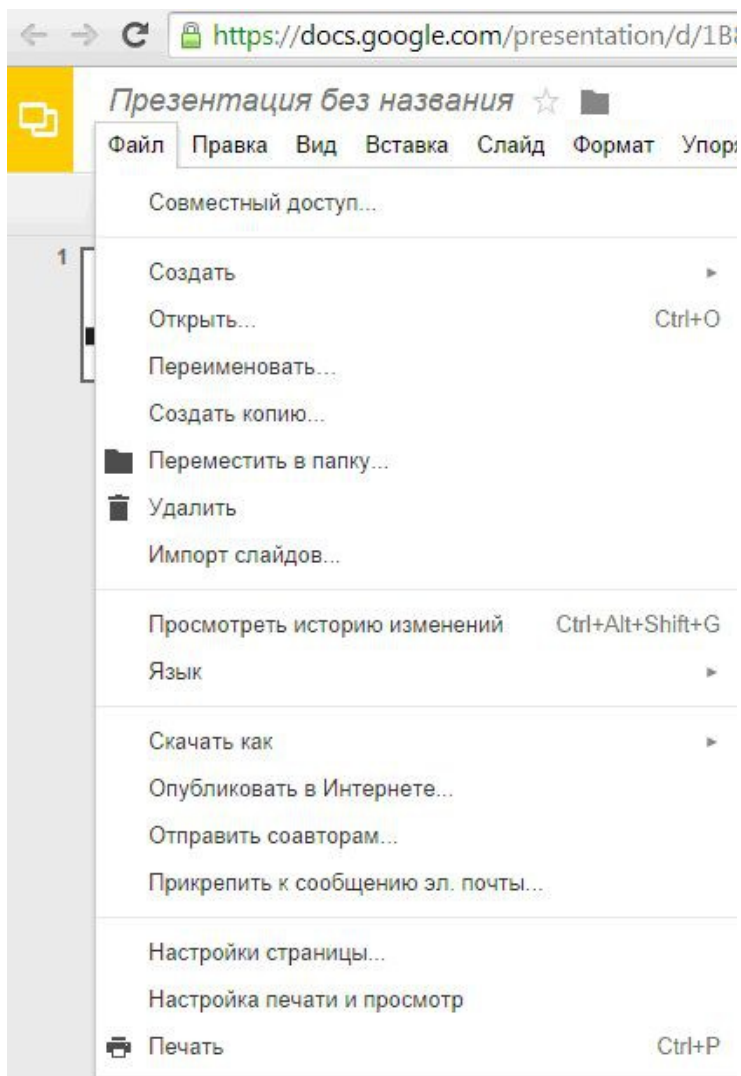 https://docs.google.com/presentation/d/1B8
Презентация без названия
Файл Правка Вид Вставка Слайд Формат Упоря
Совместный доступ...
1
Создать
Открыть... Ctrl+O
Переименовать...
Создать копию...
Переместить в папку...
Удалить
Импорт слайдов...
Просмотреть историю изменений Ctrl+Alt+Shift+G
Язык
Скачать как
Опубликовать в Интернете...
Отправить соавторам...
Прикрепить к сообщению эл. почты...
Настройки страницы...
Настройка печати и просмотр
Печать Ctrl+P